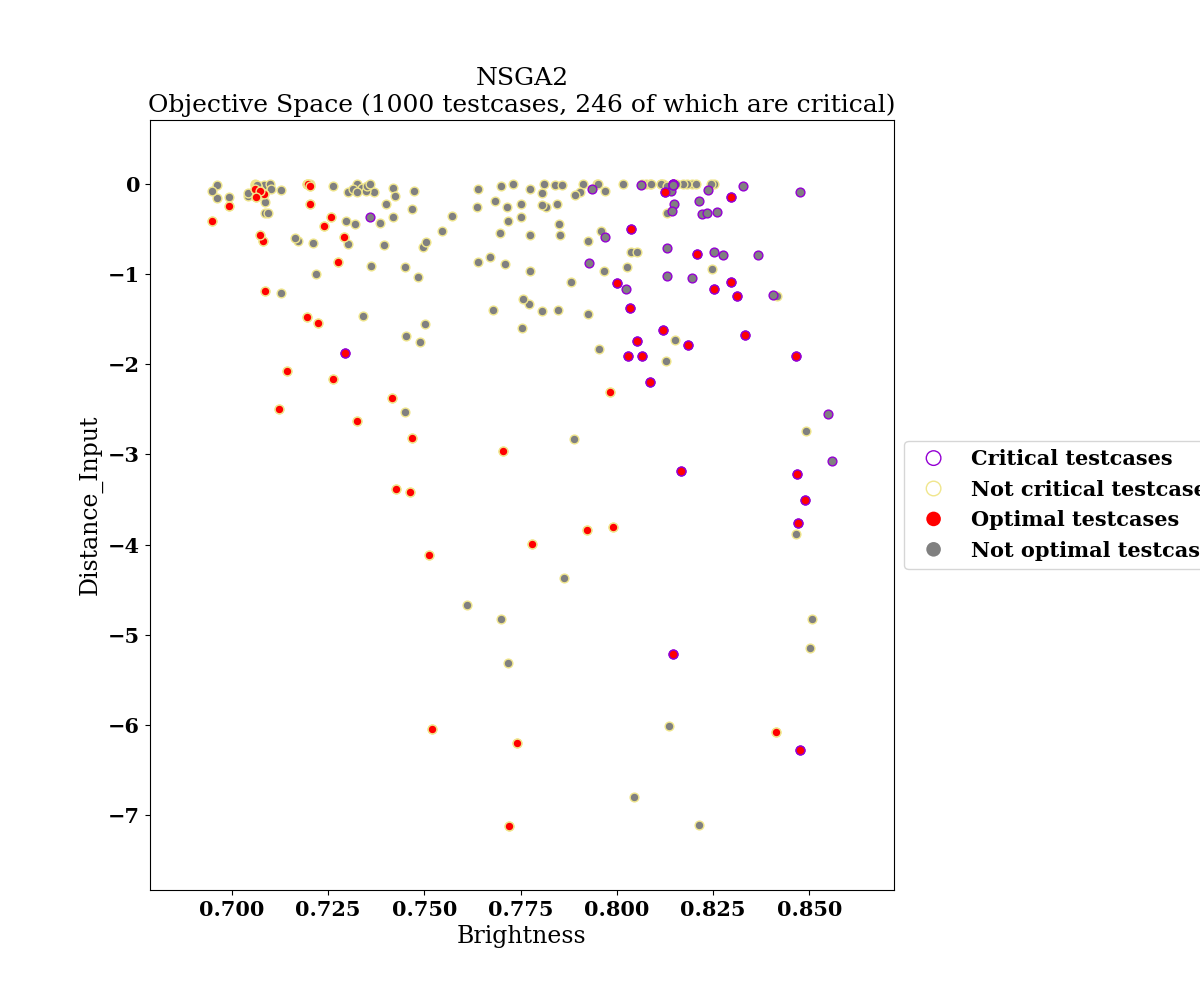 NSGA2
Objective Space (1000 testcases, 246 of which are critical)
0
−1
−2
−3
−4
−5
−6
−7
Distance_Input
0.700 0.725 0.750 0.775 0.800 0.825 0.850
Brightness
Critical testcases
Not critical testcase
Optimal testcases
Not optimal testcas